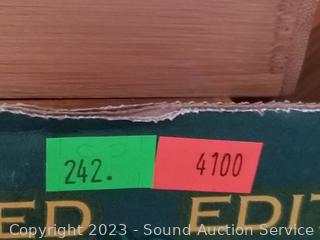 242.
4100
ED EDIT
Copyright 2023 - Sound Auction Service